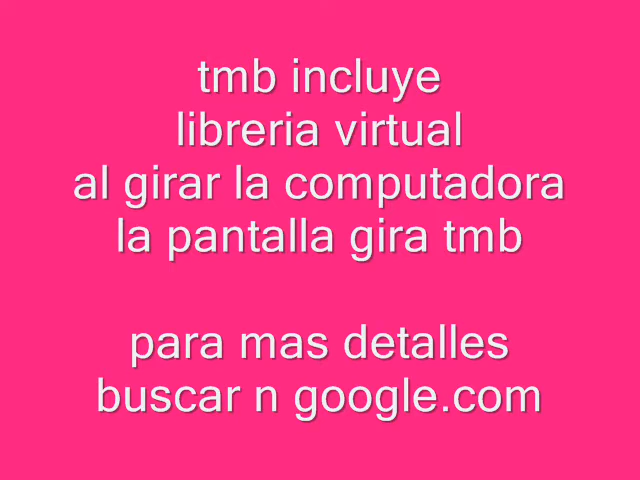 tmb incluye
libreria virtual
al girar la computadora
la pantalla gira tmb
para mas detalles
buscar n google.com